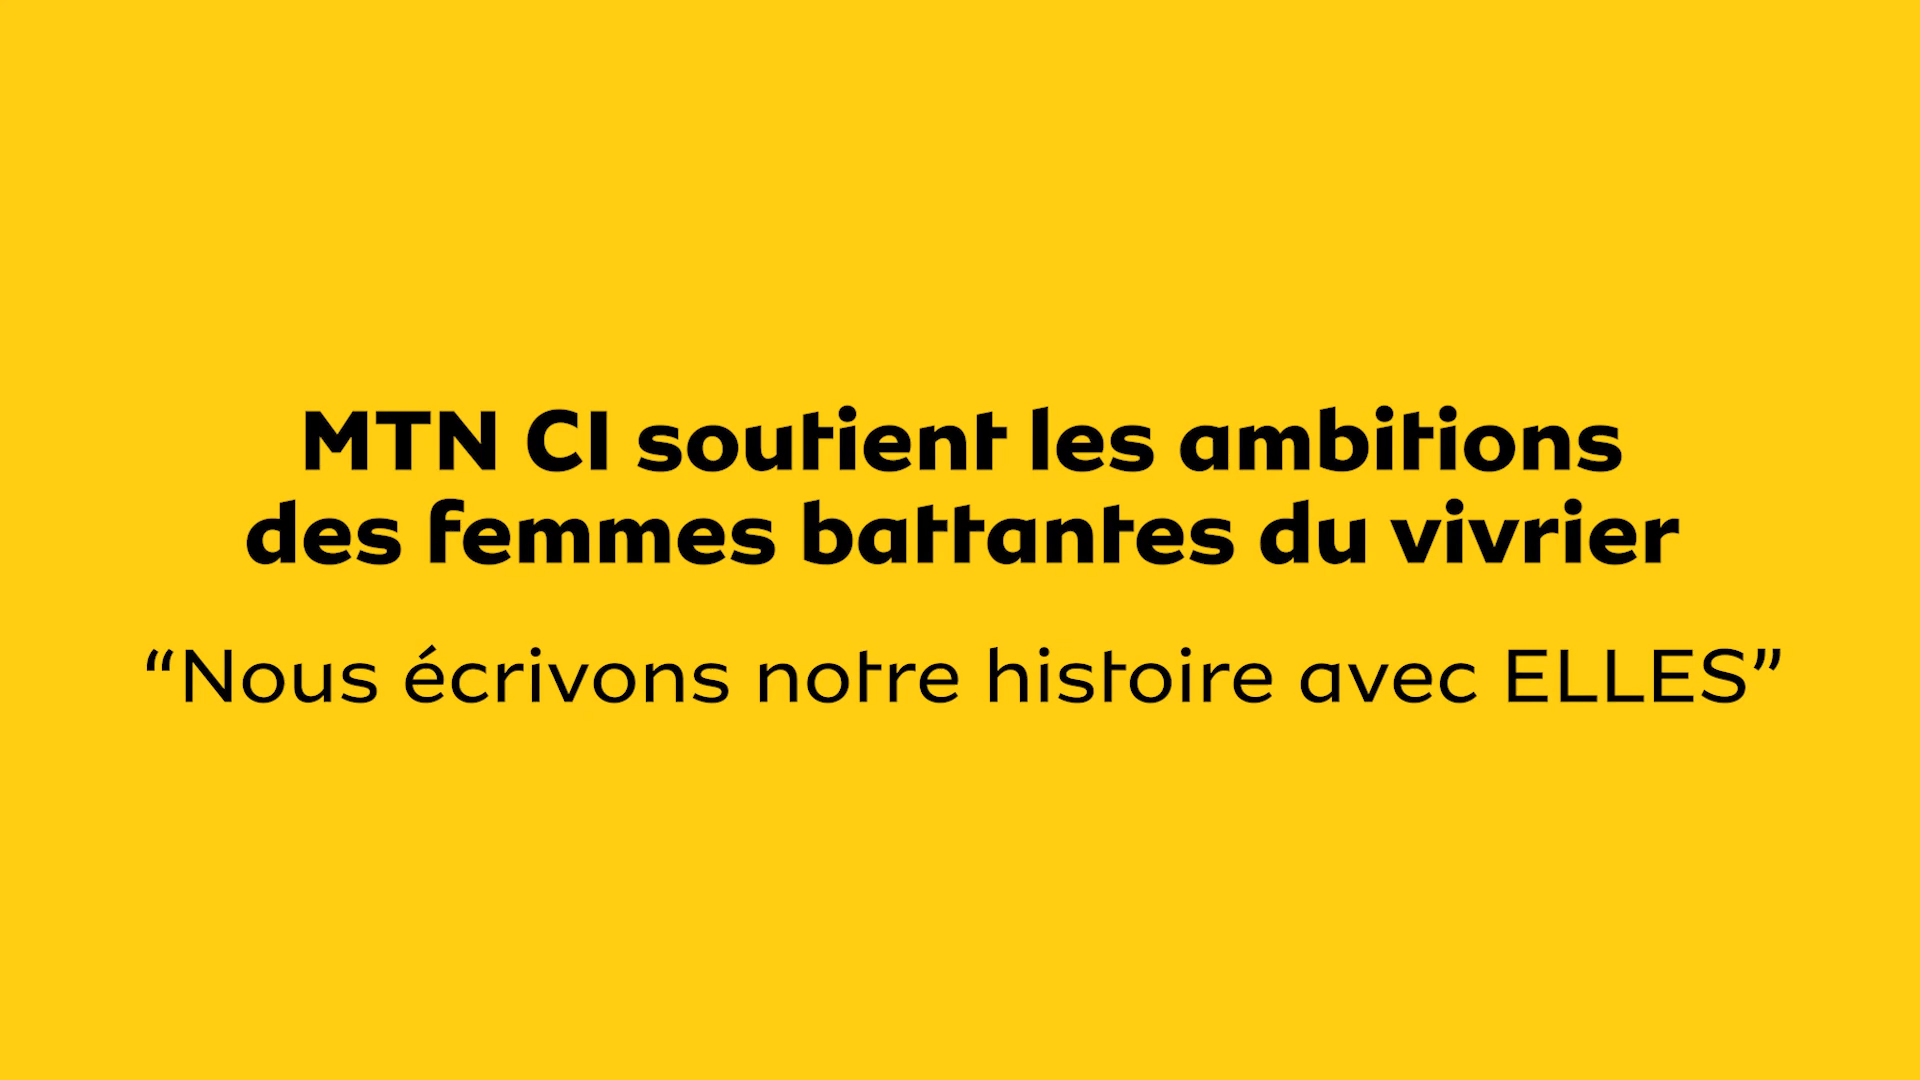 MTN CI soutient les ambitions
des femmes battantes du vivrier
“Nous écrivons notre histoire avec ELLES”